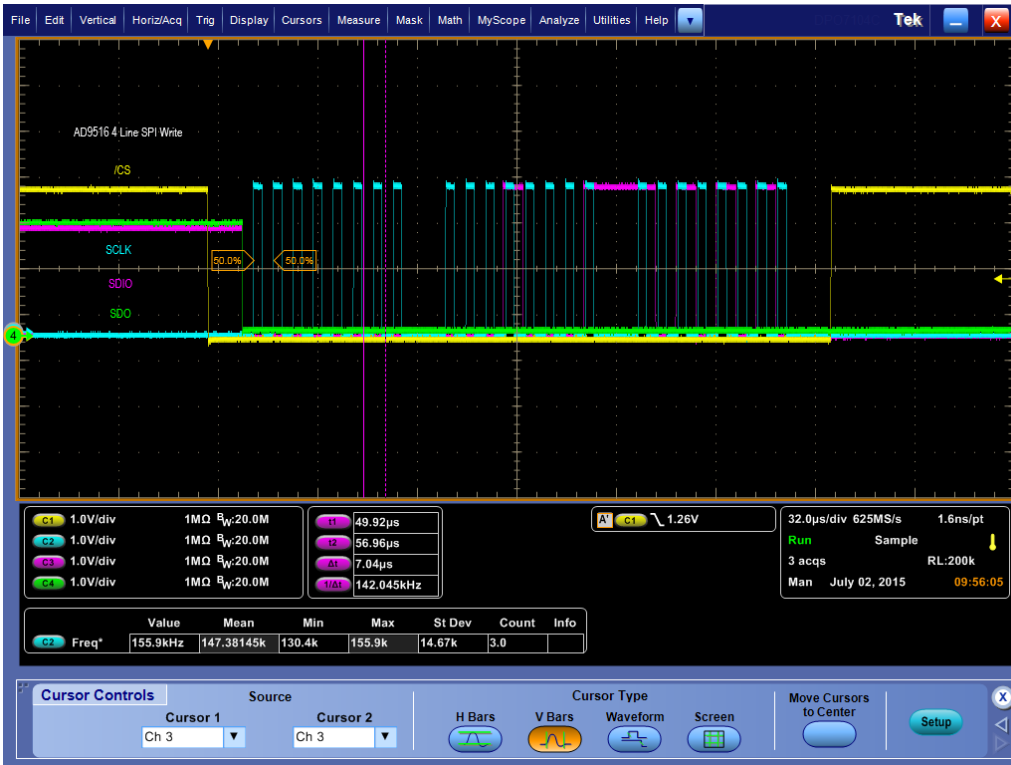 File Edit Vertical Horiz/Acq Trig Display Cursors Measure Mask Math MyScope Analyze Utilities Help Tek X
AD9516 4 Line SPI Write
/CS
SCLK
50.0% 50.0%
SDIO
SDO
4
C1 1.0V/div 1MΩ BW:20.0M
C2 1.0V/div 1MΩ BW:20.0M
C3 1.0V/div 1MΩ BW:20.0M
C4 1.0V/div 1MΩ BW:20.0M
t1 49.92µs
t2 56.96µs
Δt 7.04µs
1/Δt 142.045kHz
A' C1 1.26V
32.0µs/div 625MS/s 1.6ns/pt
Run Sample
3 acqs RL:200k
Man July 02, 2015 09:56:05
Value Mean Min Max St Dev Count Info
C2 Freq* 155.9kHz 147.38145k 130.4k 155.9k 14.67k 3.0
Cursor Controls Source Cursor Type Move Cursors to Center X
Cursor 1 Cursor 2 H Bars V Bars Waveform Screen
Ch 3 Ch 3 Setup